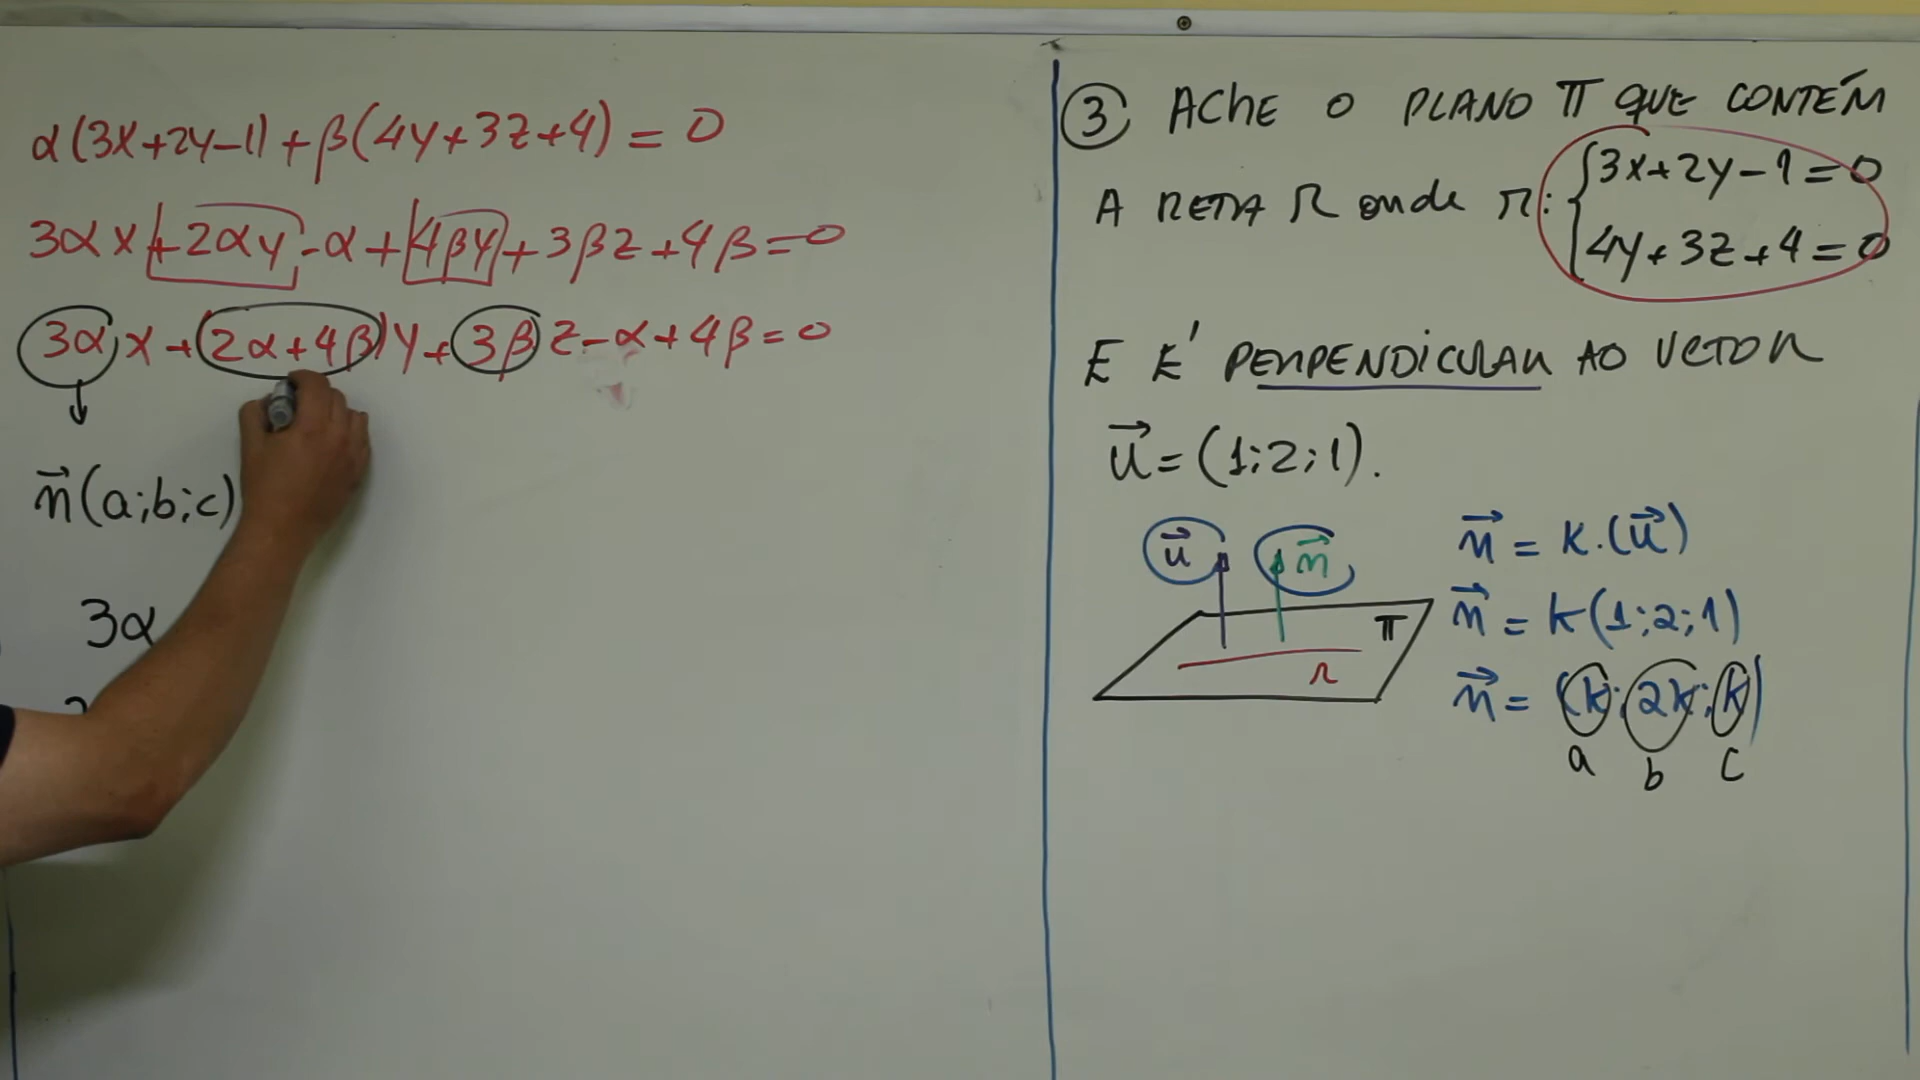 α(3x+2y-1)+β(4y+3z+4)=0
3αx+2αy-α+4βy+3βz+4β=0
3αx+(2α+4β)y+3βz-α+4β=0
n(a;b;c)
3α
2
③ AChE O PLANO π QUE CONTÉM
A RETA r onde r: {3x+2y-1=0
4y+3z+4=0
E É PERPENDICULAR AO VETOR
u=(1;2;1).
u n
π
r
n=K.(u)
n=K(1;2;1)
n=(k;2k;k)
a b c